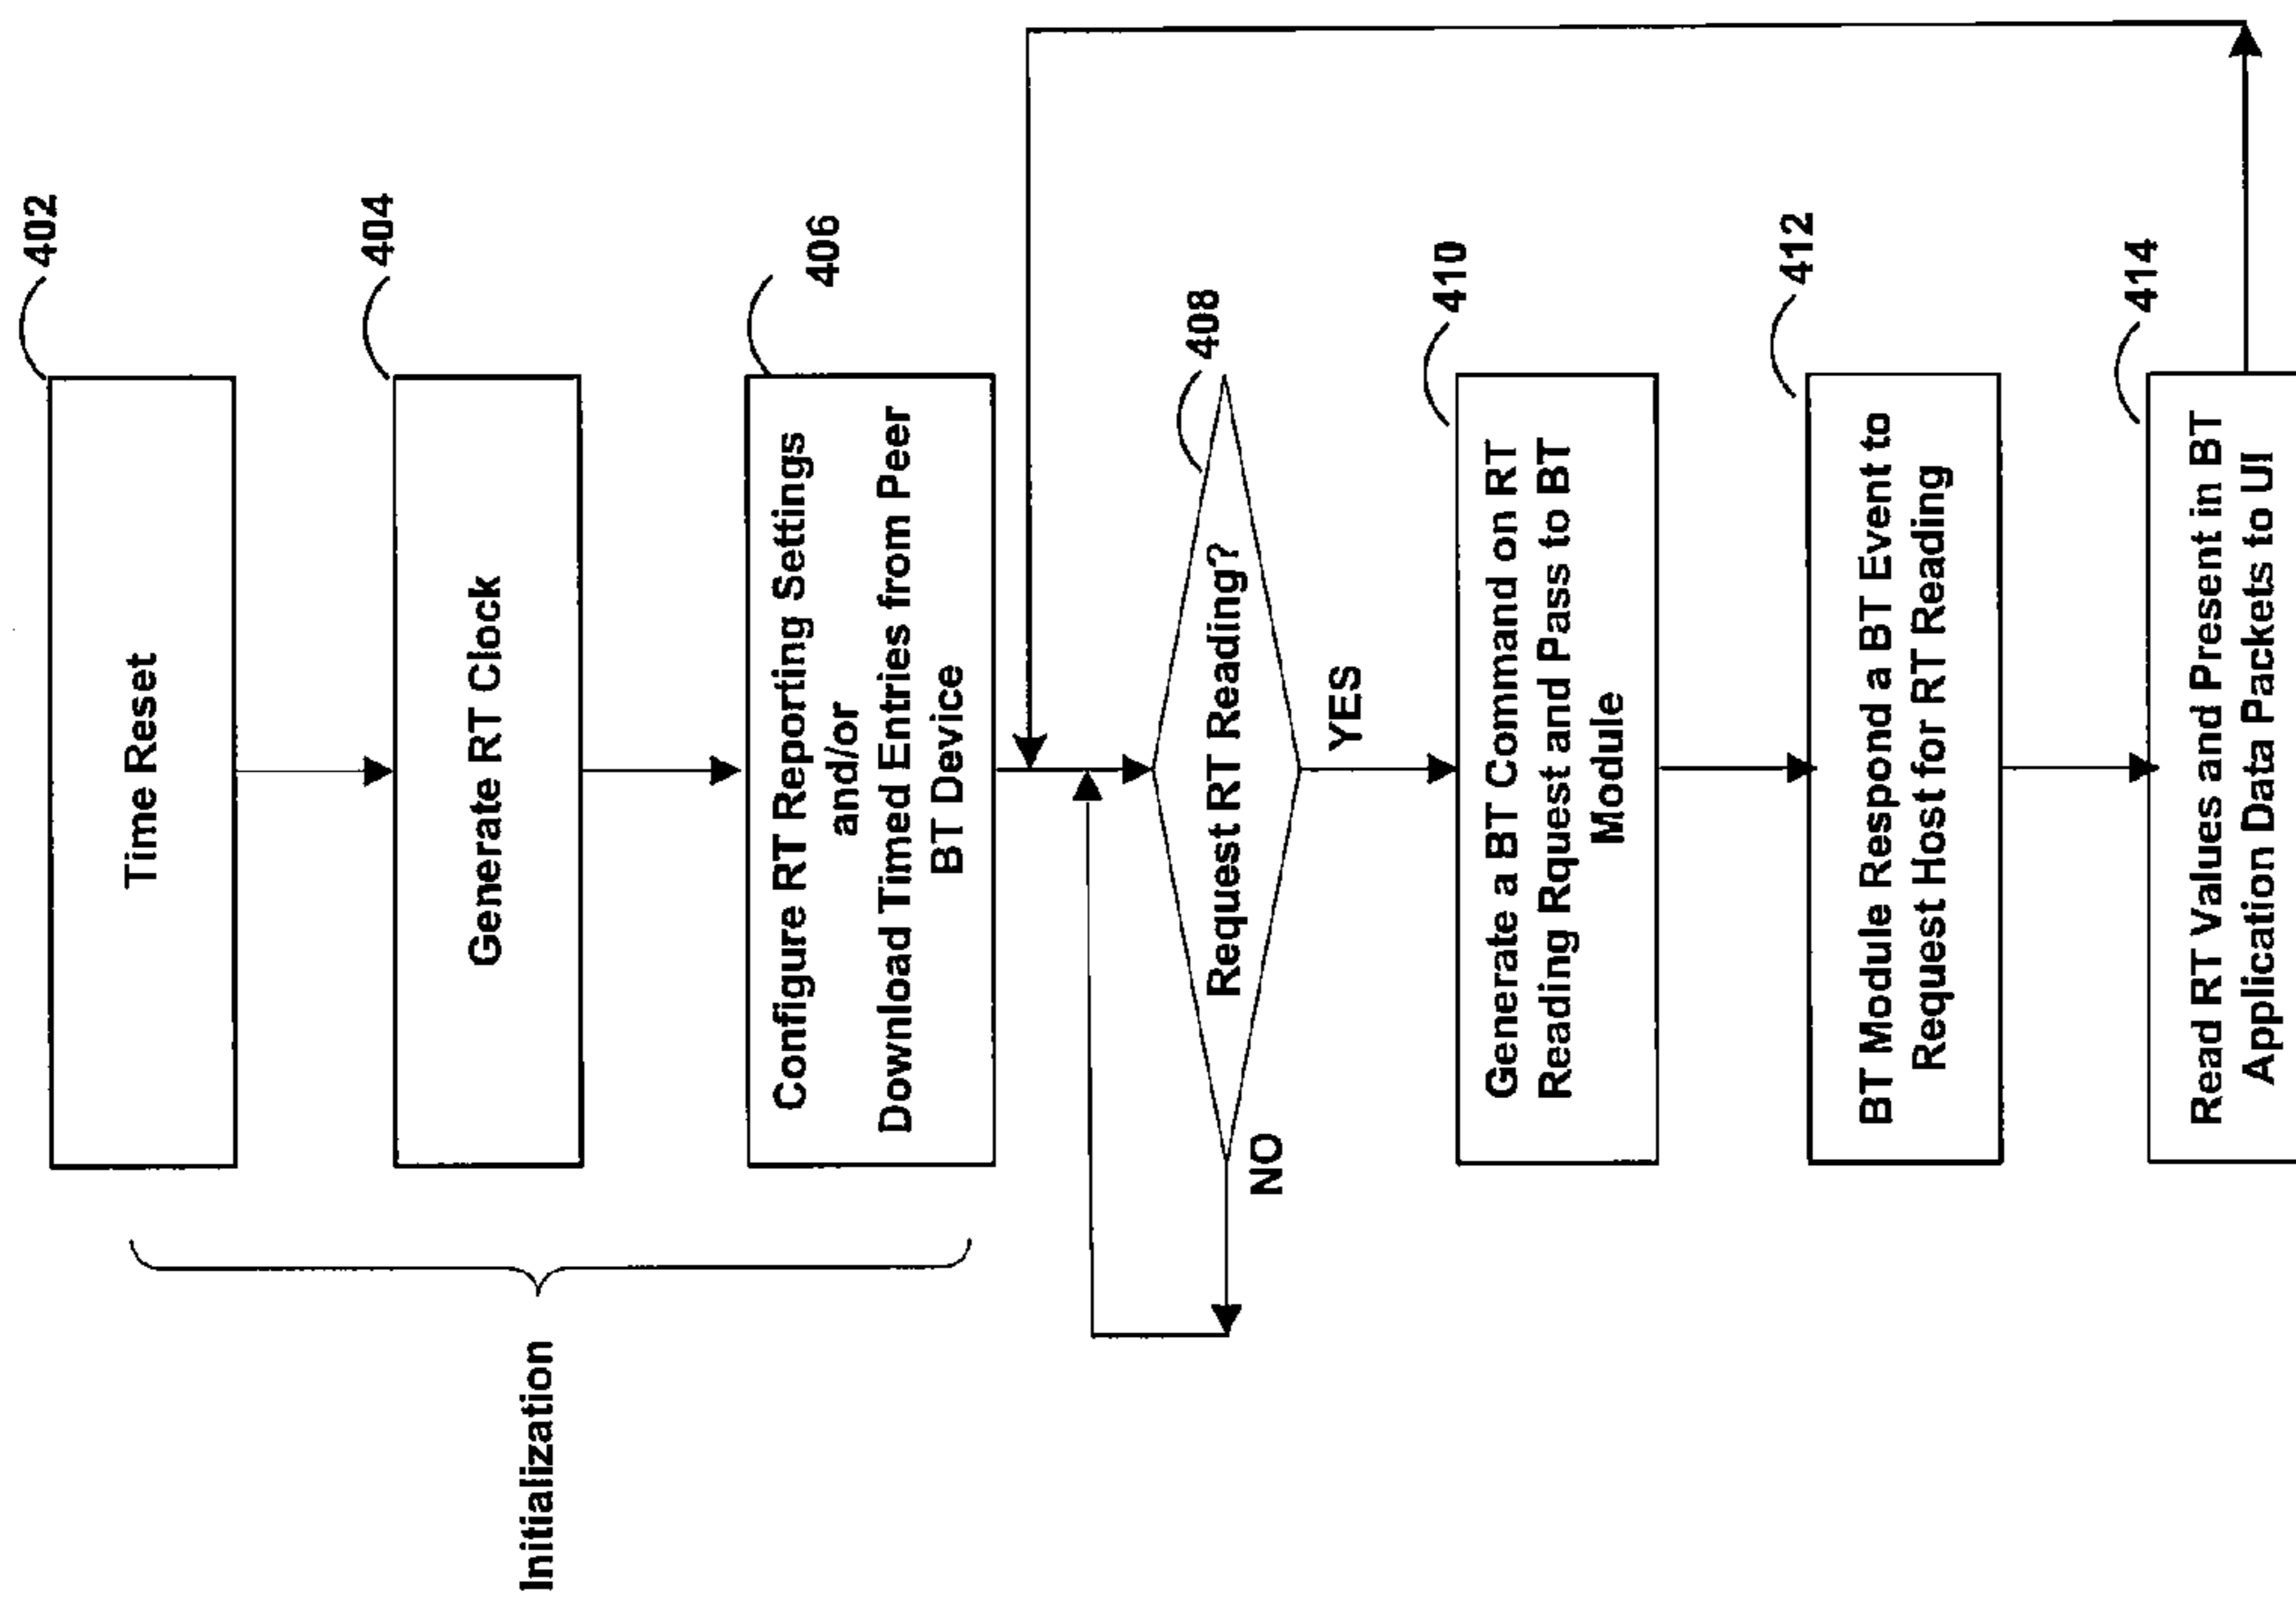 402
Time Reset
404
Generate RT Clock
406
Configure RT Reporting Settings
and/or
Download Timed Entries from Peer
BT Device
Initialization
408
Request RT Reading?
NO
YES
410
Generate a BT Command on RT
Reading Rquest and Pass to BT
Module
412
BT Module Respond a BT Event to
Request Host for RT Reading
414
Read RT Values and Present in BT
Application Data Packets to UI